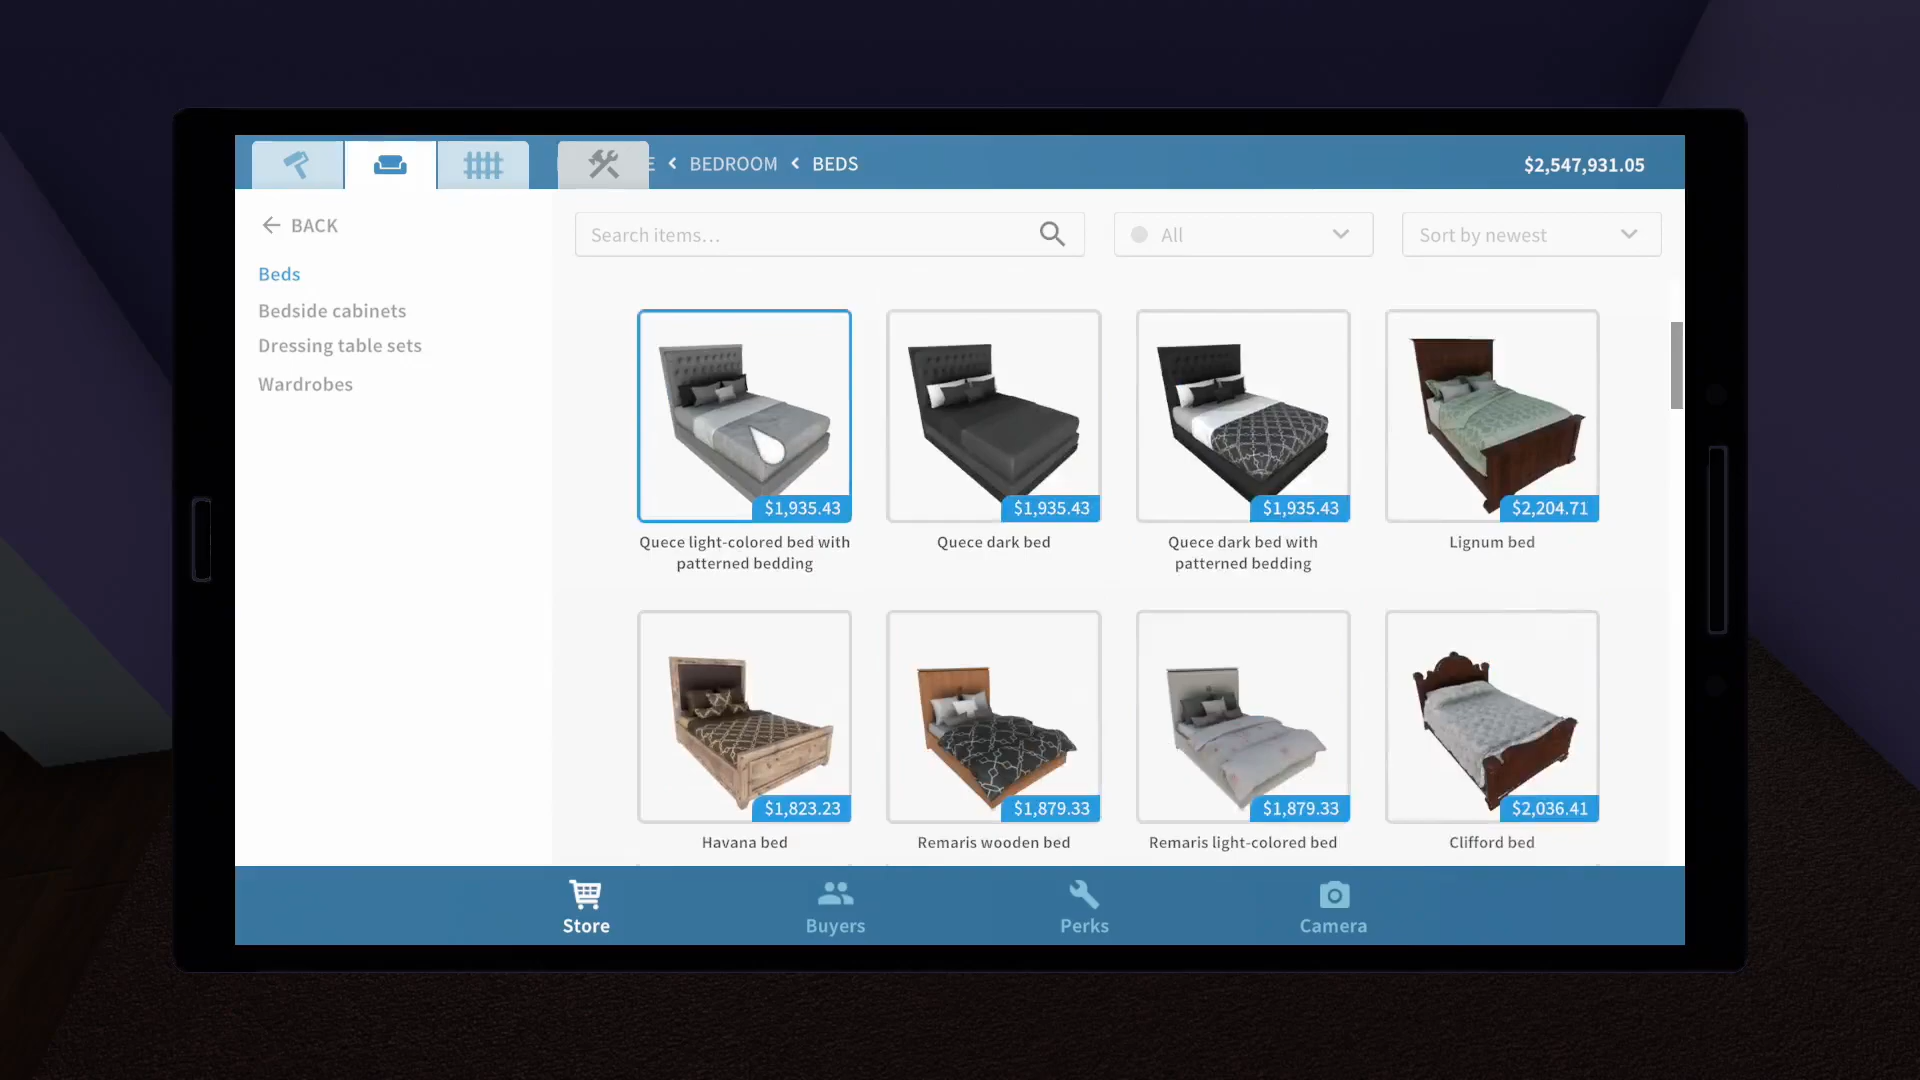 E < BEDROOM < BEDS
$2,547,931.05
← BACK
Beds
Bedside cabinets
Dressing table sets
Wardrobes
Search items...
All
Sort by newest
$1,935.43
$1,935.43
$1,935.43
$2,204.71
Quece light-colored bed with
patterned bedding
Quece dark bed
Quece dark bed with
patterned bedding
Lignum bed
$1,823.23
$1,879.33
$1,879.33
$2,036.41
Havana bed
Remaris wooden bed
Remaris light-colored bed
Clifford bed
Store
Buyers
Perks
Camera